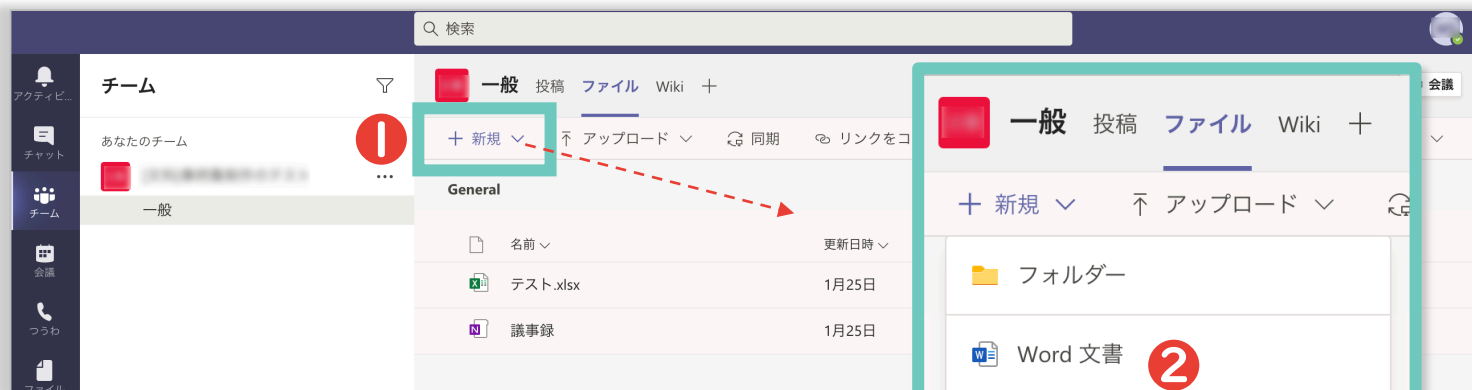 検索
アクティビ...
チャット
チーム
会議
つうわ
ファイル
チーム
あなたのチーム
...
一般
1
一般 投稿 ファイル Wiki +
会議
+ 新規 アップロード 同期 リンクをコ
General
名前 更新日時
テスト.xlsx 1月25日
議事録 1月25日
一般 投稿 ファイル Wiki +
+ 新規 アップロード
フォルダー
Word 文書
2